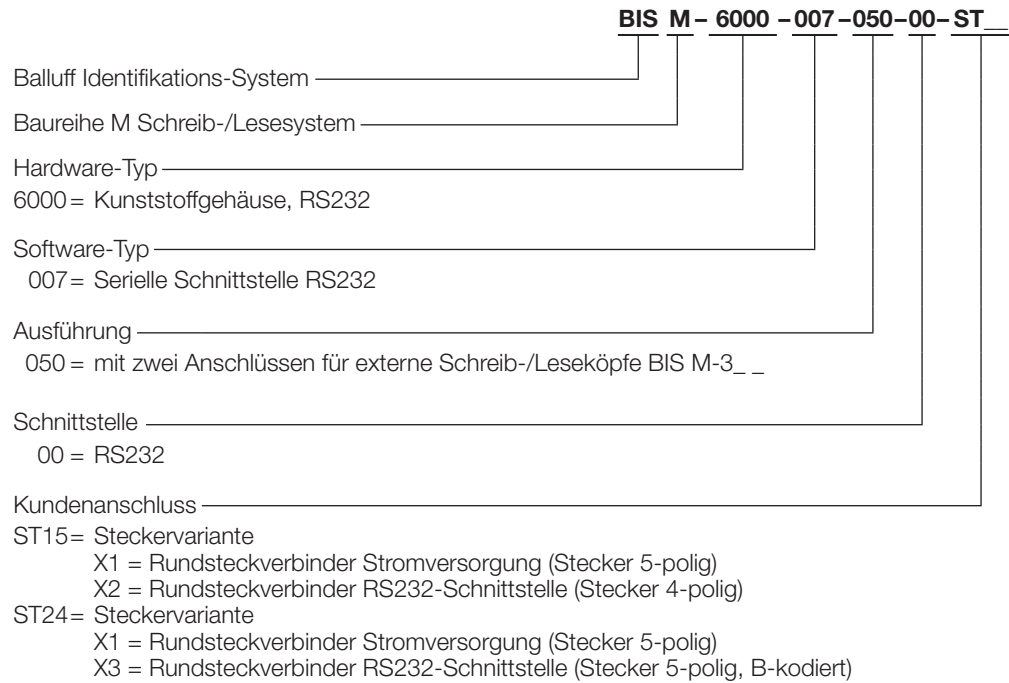 BIS M – 6000 – 007 – 050 – 00 – ST__
Balluff Identifikations-System
Baureihe M Schreib-/Lesesystem
Hardware-Typ
6000 = Kunststoffgehäuse, RS232
Software-Typ
007 = Serielle Schnittstelle RS232
Ausführung
050 = mit zwei Anschlüssen für externe Schreib-/Leseköpfe BIS M-3_ _
Schnittstelle
00 = RS232
Kundenanschluss
ST15 = Steckervariante
X1 = Rundsteckverbinder Stromversorgung (Stecker 5-polig)
X2 = Rundsteckverbinder RS232-Schnittstelle (Stecker 4-polig)
ST24 = Steckervariante
X1 = Rundsteckverbinder Stromversorgung (Stecker 5-polig)
X3 = Rundsteckverbinder RS232-Schnittstelle (Stecker 5-polig, B-kodiert)